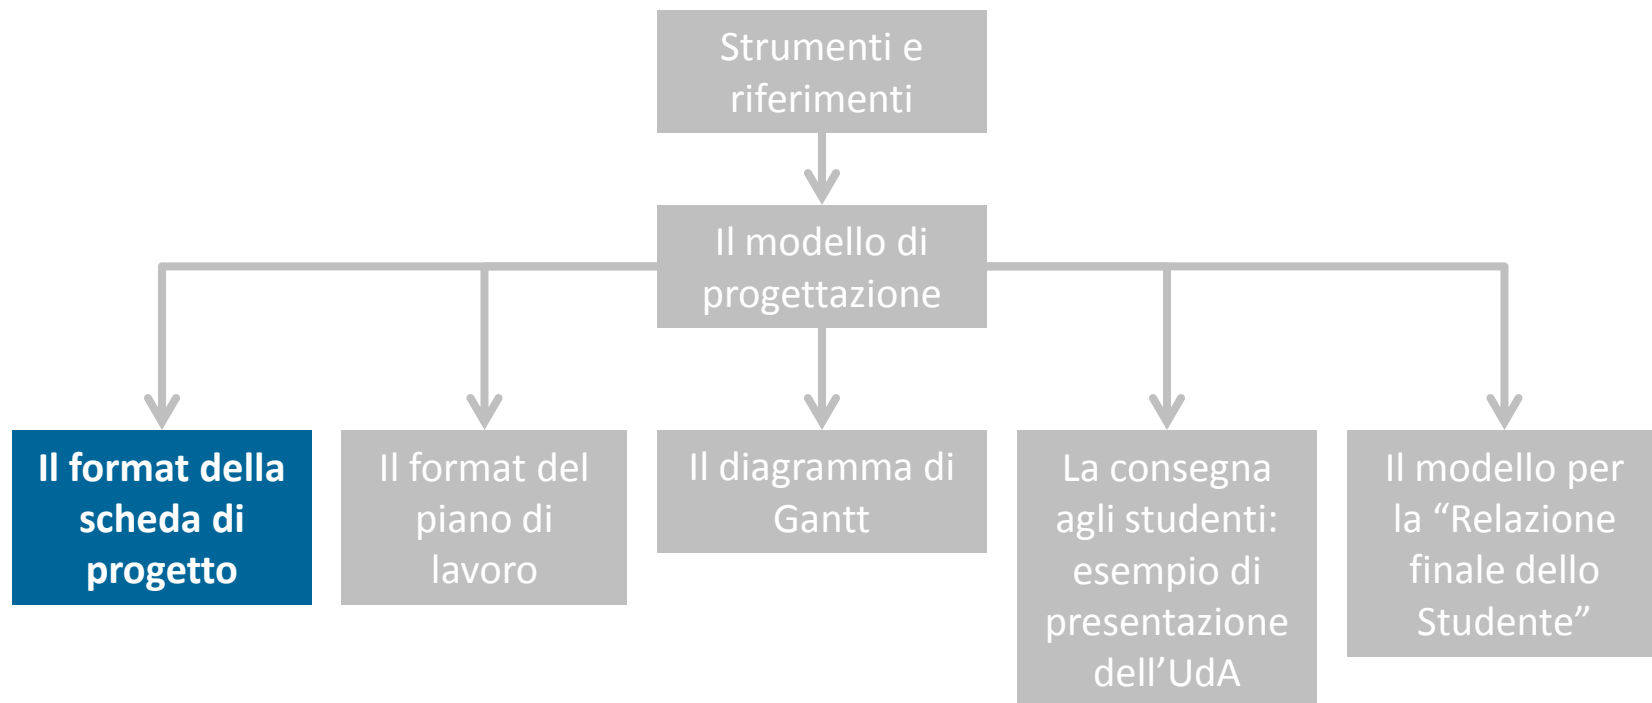 Strumenti e
riferimenti
Il modello di
progettazione
Il format della
scheda di
progetto
Il format del
piano di
lavoro
Il diagramma di
Gantt
La consegna
agli studenti:
esempio di
presentazione
dell’UdA
Il modello per
la “Relazione
finale dello
Studente”